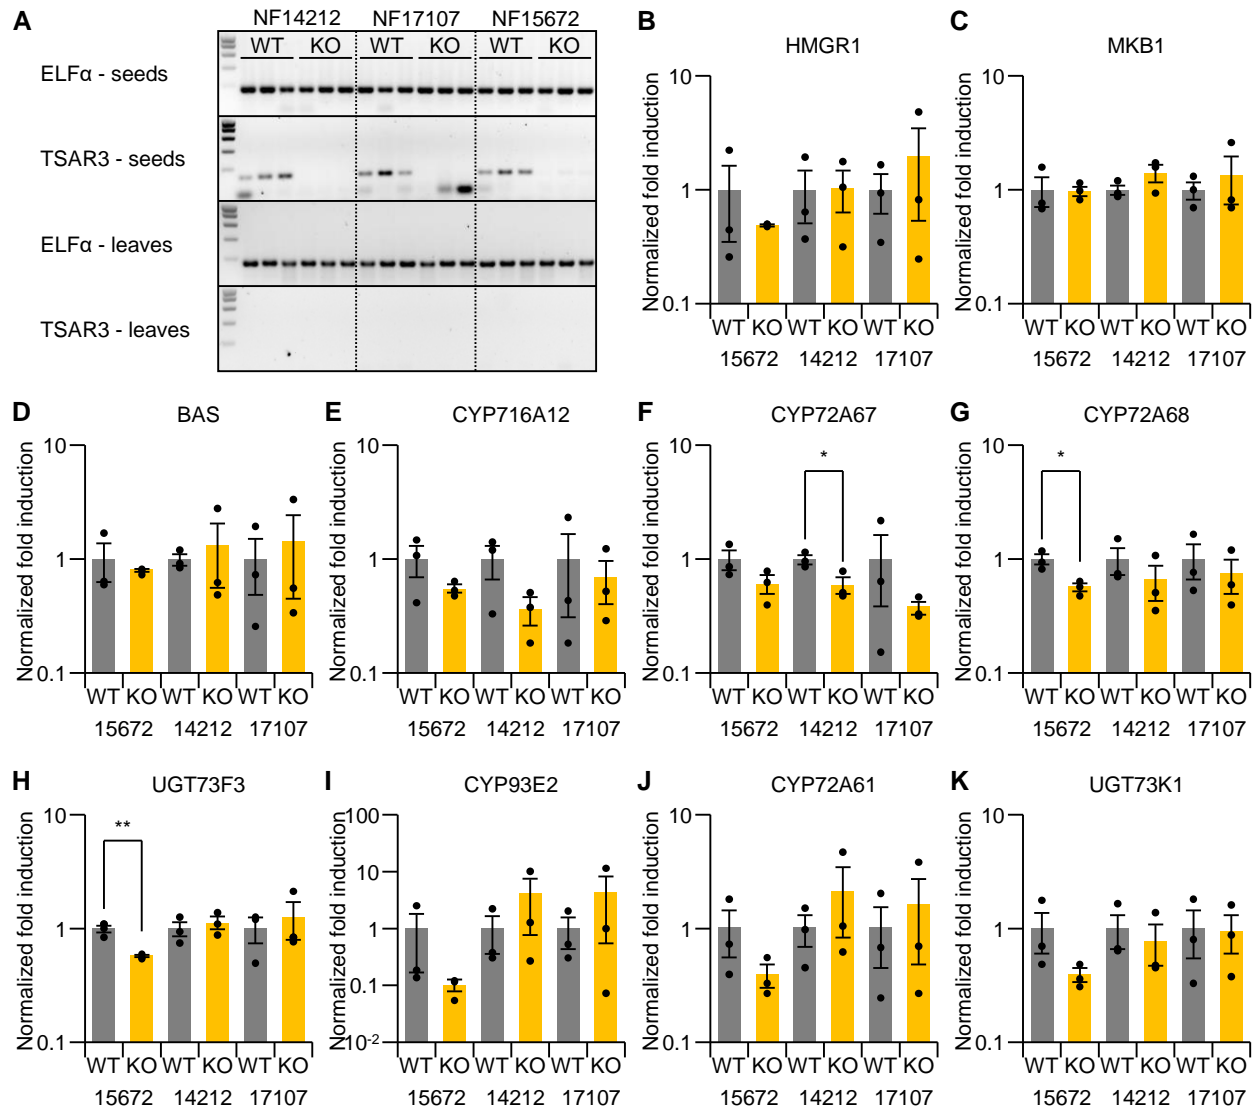 A
NF14212 NF17107 NF15672
WT KO WT KO WT KO
ELFα - seeds
TSAR3 - seeds
ELFα - leaves
TSAR3 - leaves
B
HMGR1
Normalized fold induction
10
1
0.1
WT KO WT KO WT KO
15672 14212 17107
C
MKB1
Normalized fold induction
10
1
0.1
WT KO WT KO WT KO
15672 14212 17107
D
BAS
Normalized fold induction
10
1
0.1
WT KO WT KO WT KO
15672 14212 17107
E
CYP716A12
Normalized fold induction
10
1
0.1
WT KO WT KO WT KO
15672 14212 17107
F
CYP72A67
Normalized fold induction
10
1
0.1
*
WT KO WT KO WT KO
15672 14212 17107
G
CYP72A68
Normalized fold induction
10
1
0.1
*
WT KO WT KO WT KO
15672 14212 17107
H
UGT73F3
Normalized fold induction
10
1
0.1
**
WT KO WT KO WT KO
15672 14212 17107
I
CYP93E2
Normalized fold induction
100
10
1
0.1
10-2
WT KO WT KO WT KO
15672 14212 17107
J
CYP72A61
Normalized fold induction
10
1
0.1
WT KO WT KO WT KO
15672 14212 17107
K
UGT73K1
Normalized fold induction
10
1
0.1
WT KO WT KO WT KO
15672 14212 17107